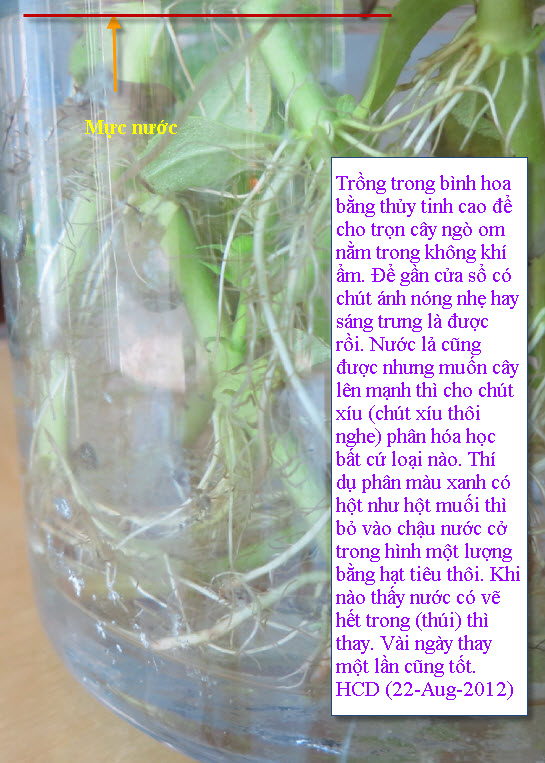 Mực nước
Trồng trong bình hoa
bằng thủy tinh cao để
cho trọn cây ngò om
nằm trong không khí
ẩm. Để gần cửa sổ có
chút ánh nóng nhẹ hay
sáng trưng là được
rồi. Nước lả cũng
được nhưng muốn cây
lên mạnh thì cho chút
xíu (chút xíu thôi
nghe) phân hóa học
bất cứ loại nào. Thí
dụ phân màu xanh có
hột như hột muối thì
bỏ vào chậu nước cở
trong hình một lượng
bằng hạt tiêu thôi. Khi
nào thấy nước có vẽ
hết trong (thúi) thì
thay. Vài ngày thay
một lần cũng tốt.
HCD (22-Aug-2012)